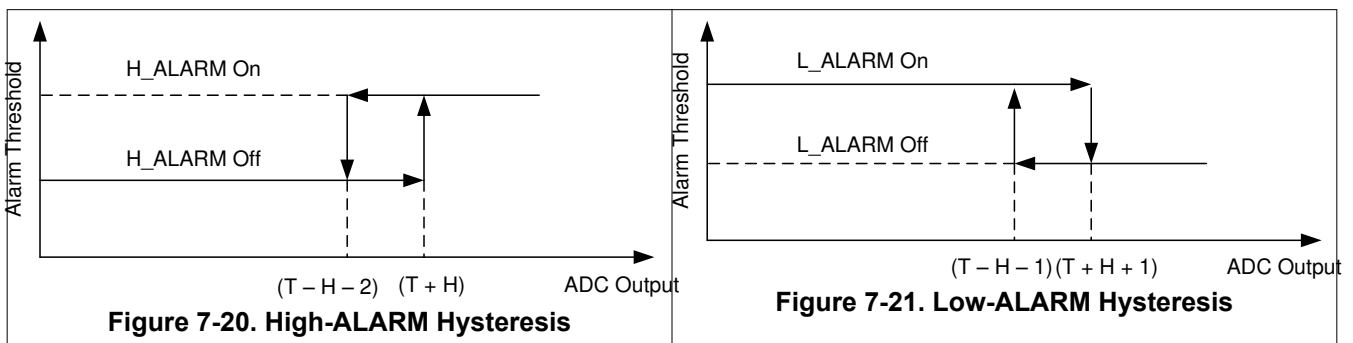 Alarm Threshold
H_ALARM On
H_ALARM Off
(T – H – 2)
(T + H)
ADC Output
Figure 7-20. High-ALARM Hysteresis
Alarm Threshold
L_ALARM On
L_ALARM Off
(T – H – 1)
(T + H + 1)
ADC Output
Figure 7-21. Low-ALARM Hysteresis